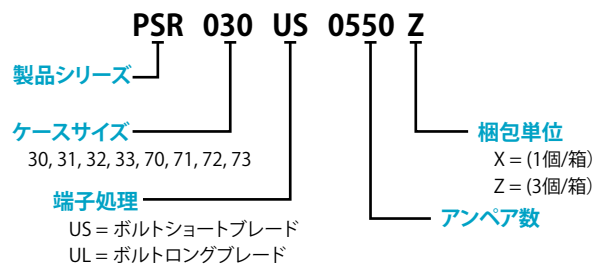 PSR 030 US 0550 Z
製品シリーズ
ケースサイズ
30, 31, 32, 33, 70, 71, 72, 73
端子処理
US = ボルトショートブレード
UL = ボルトロングブレード
梱包単位
X = (1個/箱)
Z = (3個/箱)
アンペア数